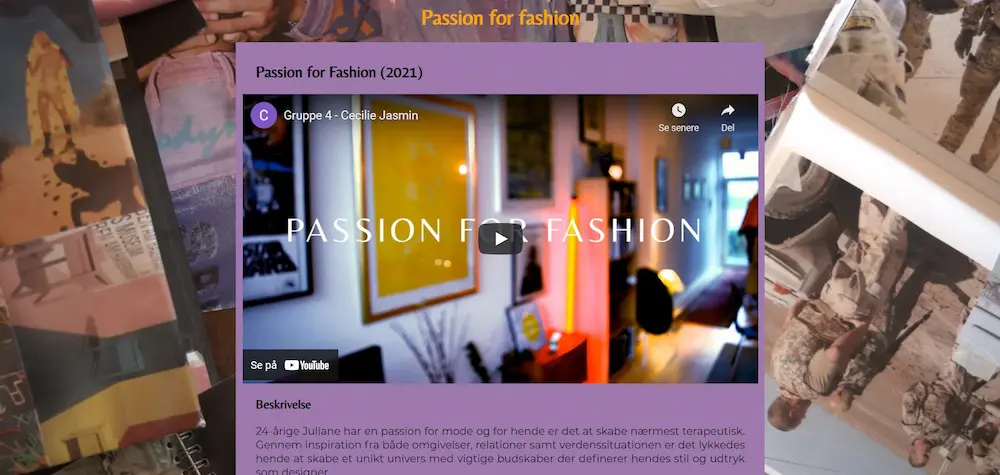 Passion for fashion
Passion for Fashion (2021)
C Gruppe 4 - Cecilie Jasmin
Se senere
Del
PASSION FOR FASHION
Se på YouTube
Beskrivelse
24-årige Juliane har en passion for mode og for hende er det at skabe nærmest terapeutisk.
Gennem inspiration fra både omgivelser, relationer samt verdenssituationen er det lykkedes
hende at skabe et unikt univers med vigtige budskaber der definerer hendes stil og udtryk
som designer.